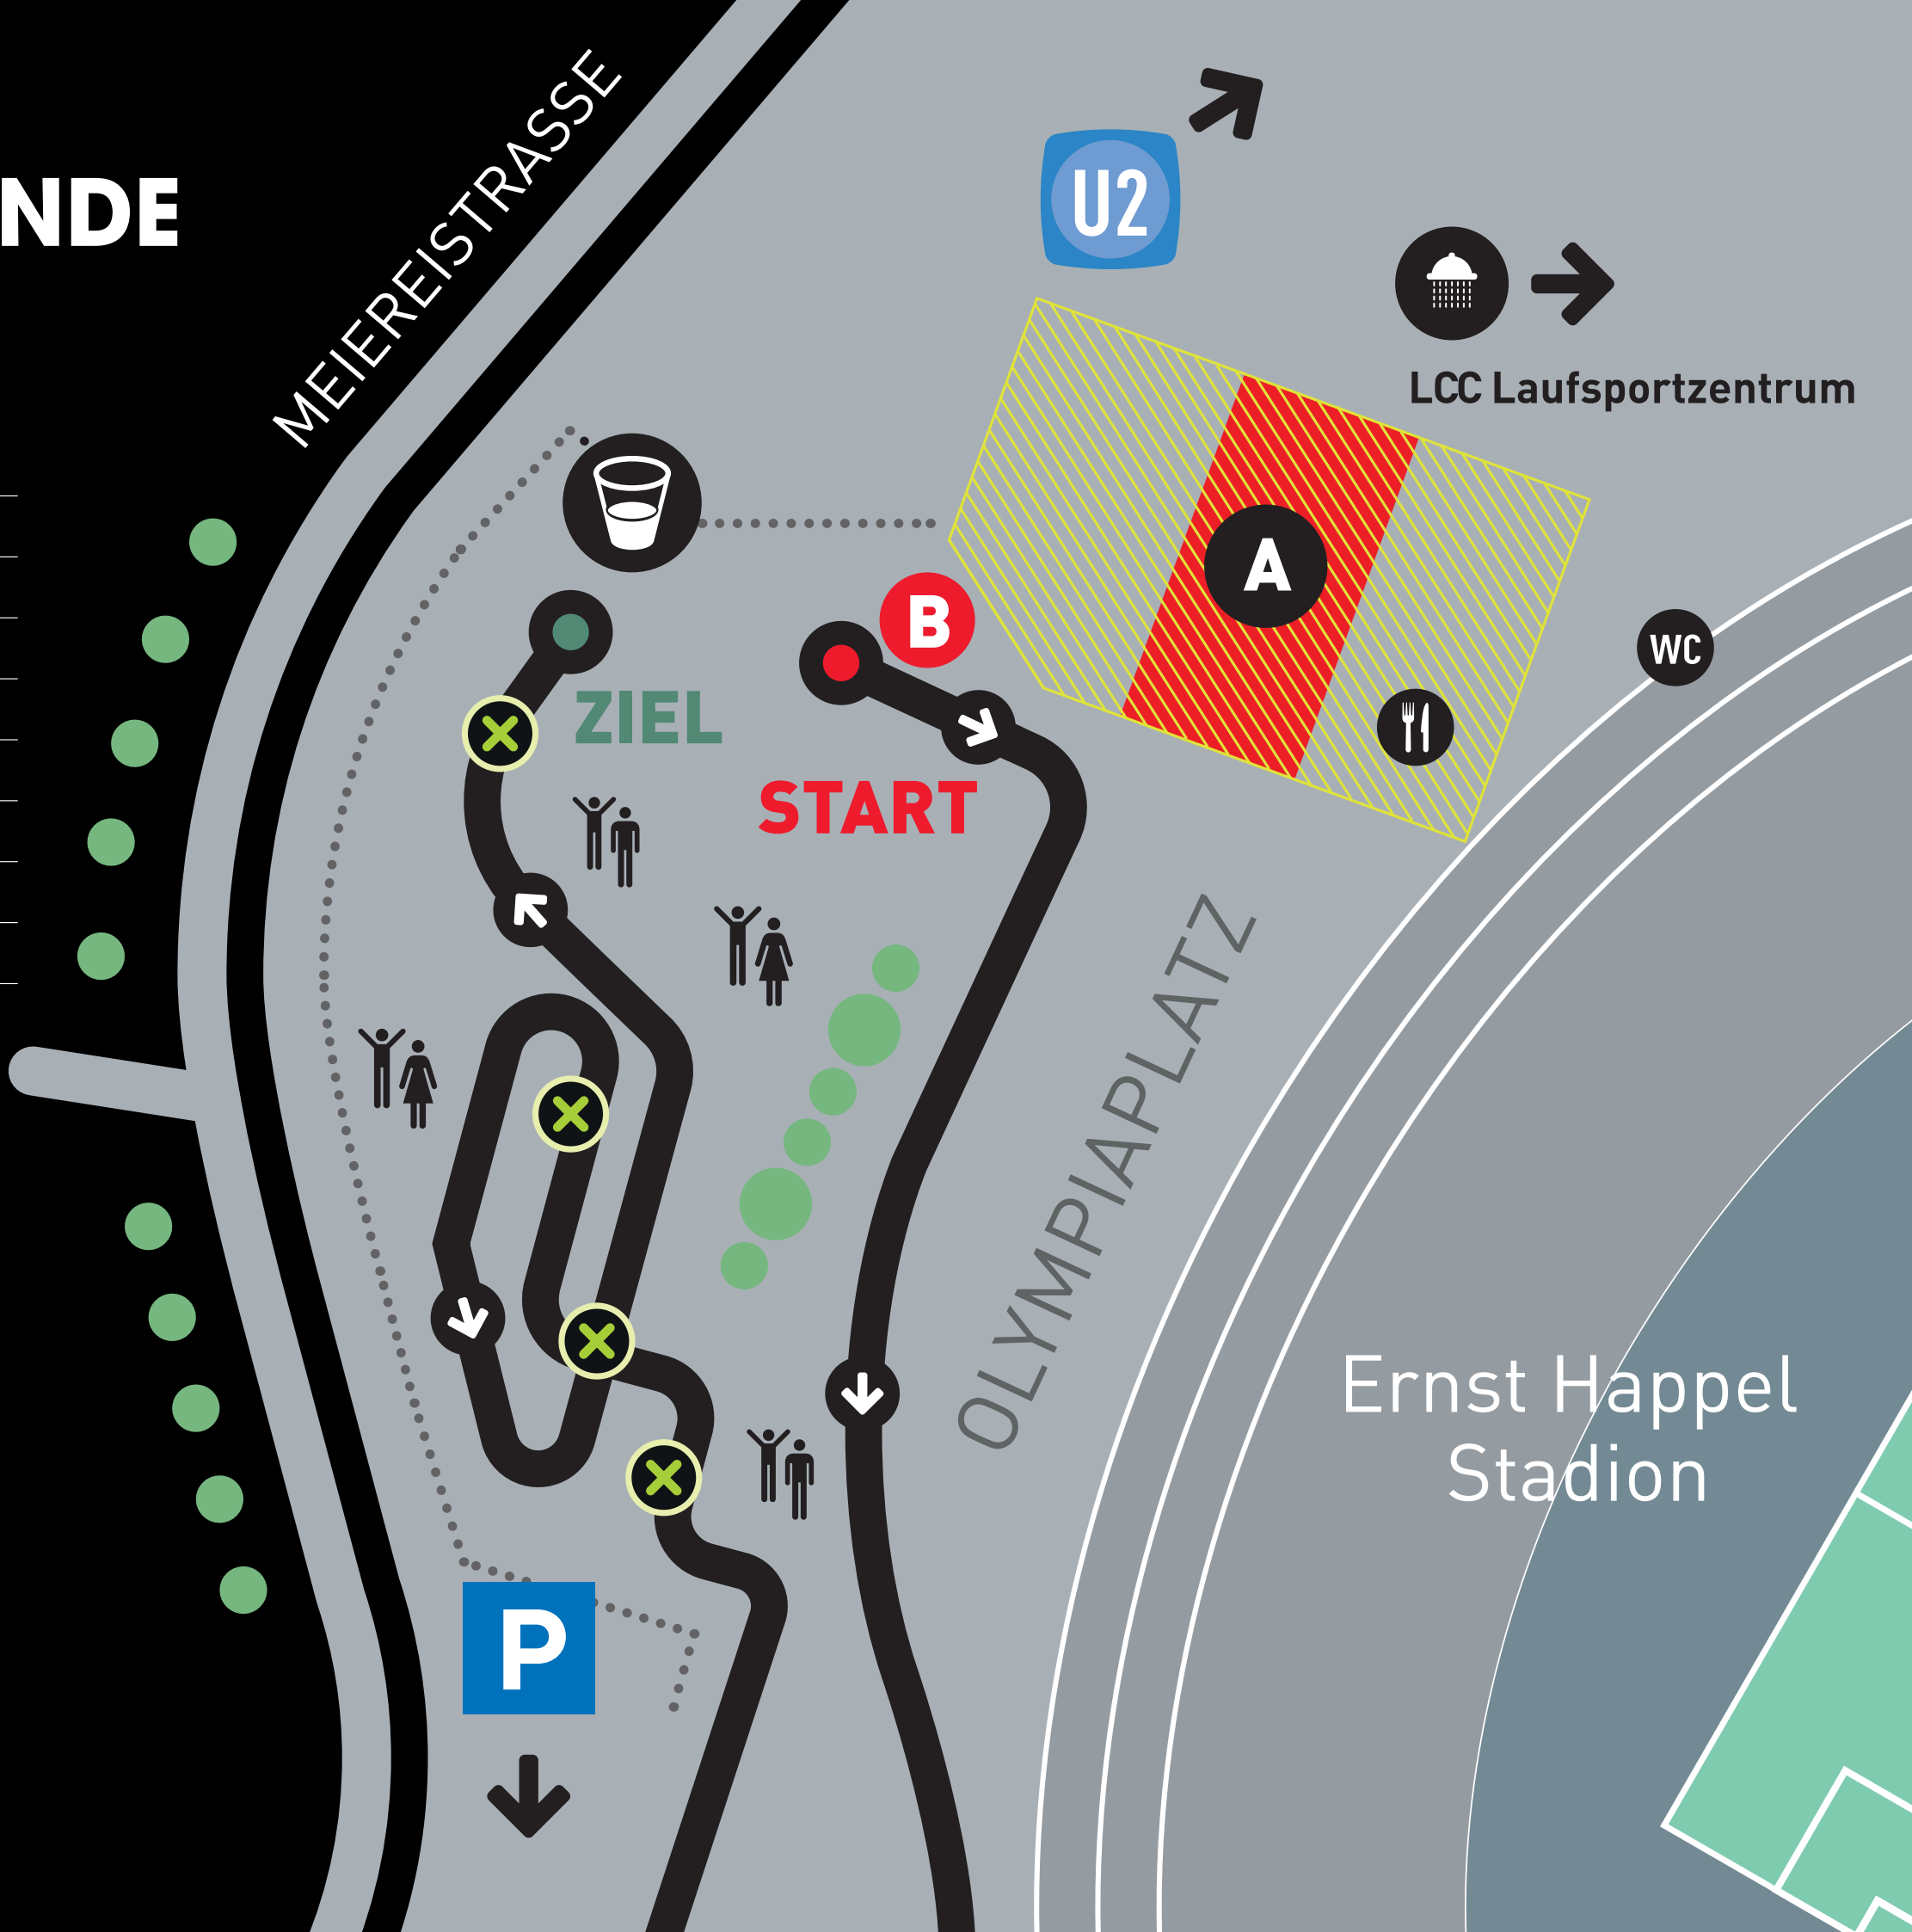 MEIEREISTRASSE
NDE
U2
LCC Laufsportzentrum
A
B
WC
ZIEL
START
OLYMPIAPLATZ
Ernst Happel
Stadion
P